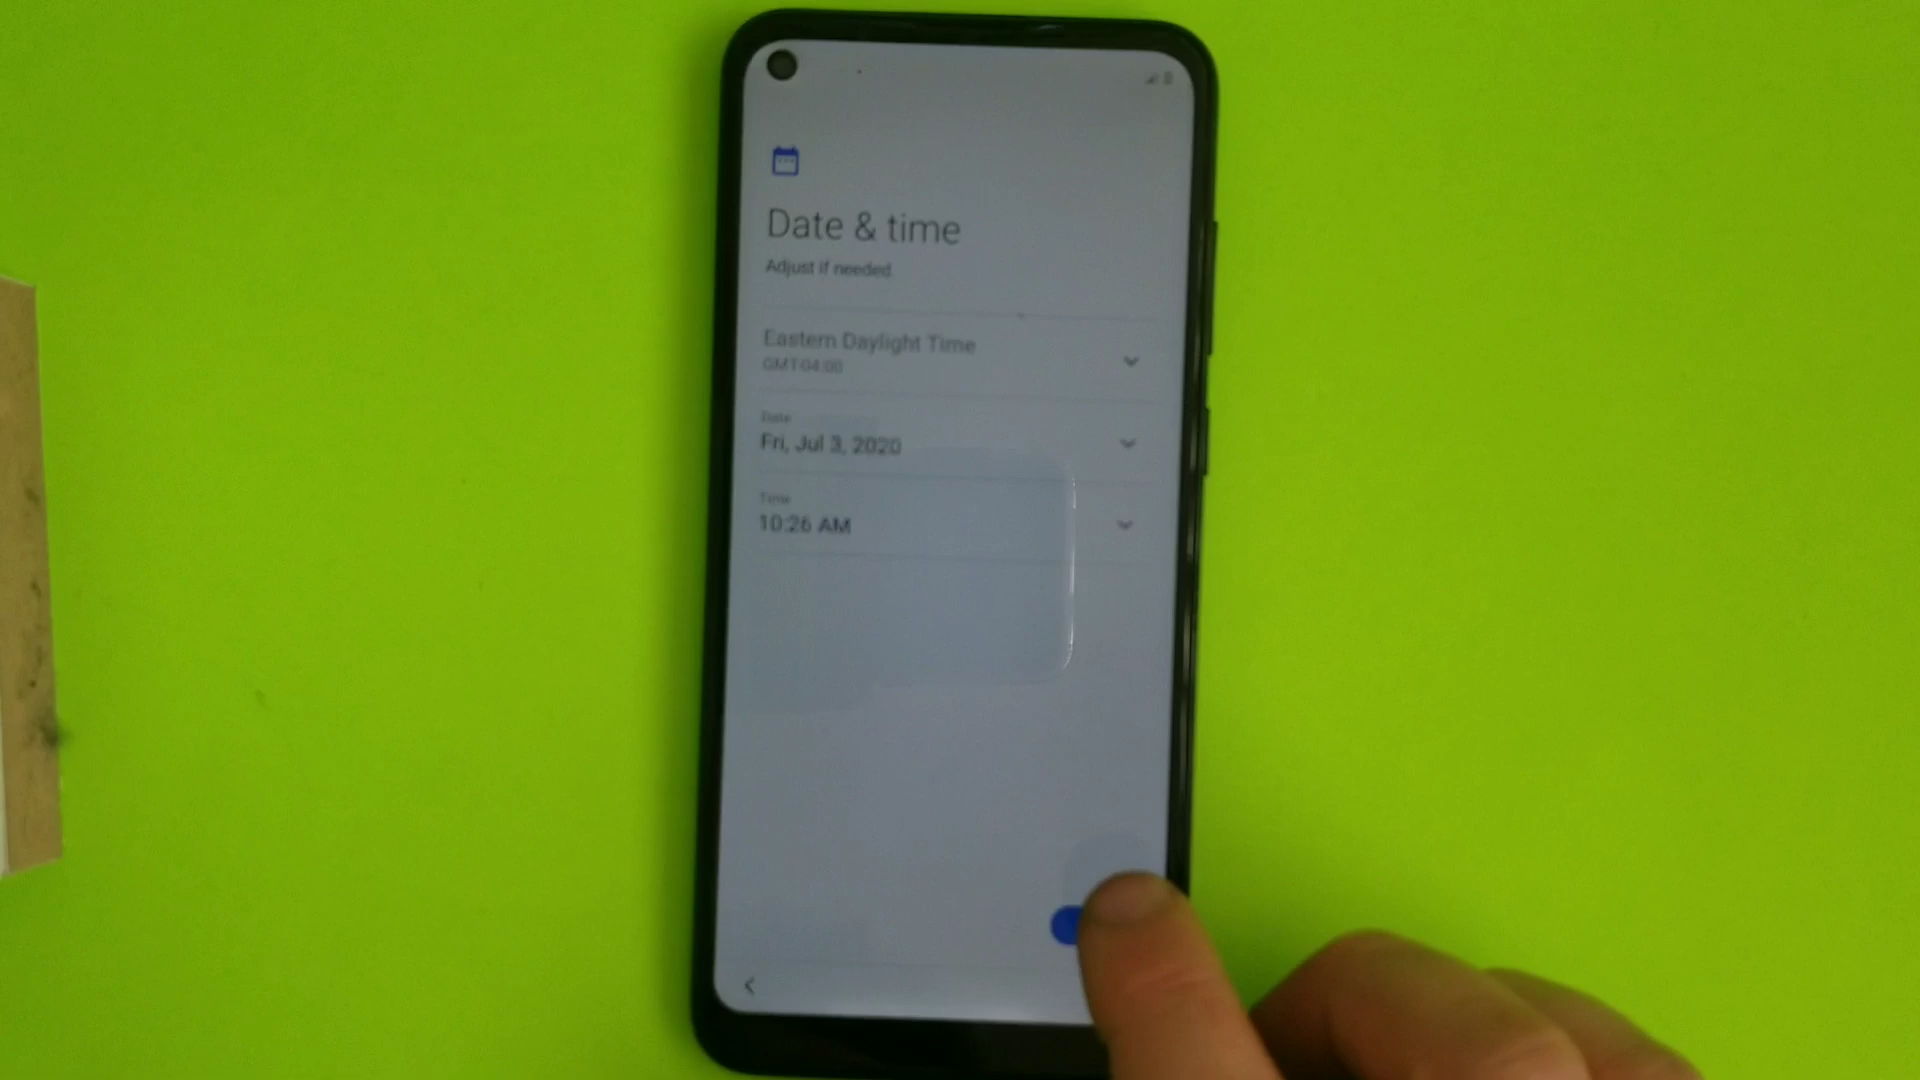 Date & time
Adjust if needed
Eastern Daylight Time
GMT-04:00
Date
Fri, Jul 3, 2020
Time
10:26 AM